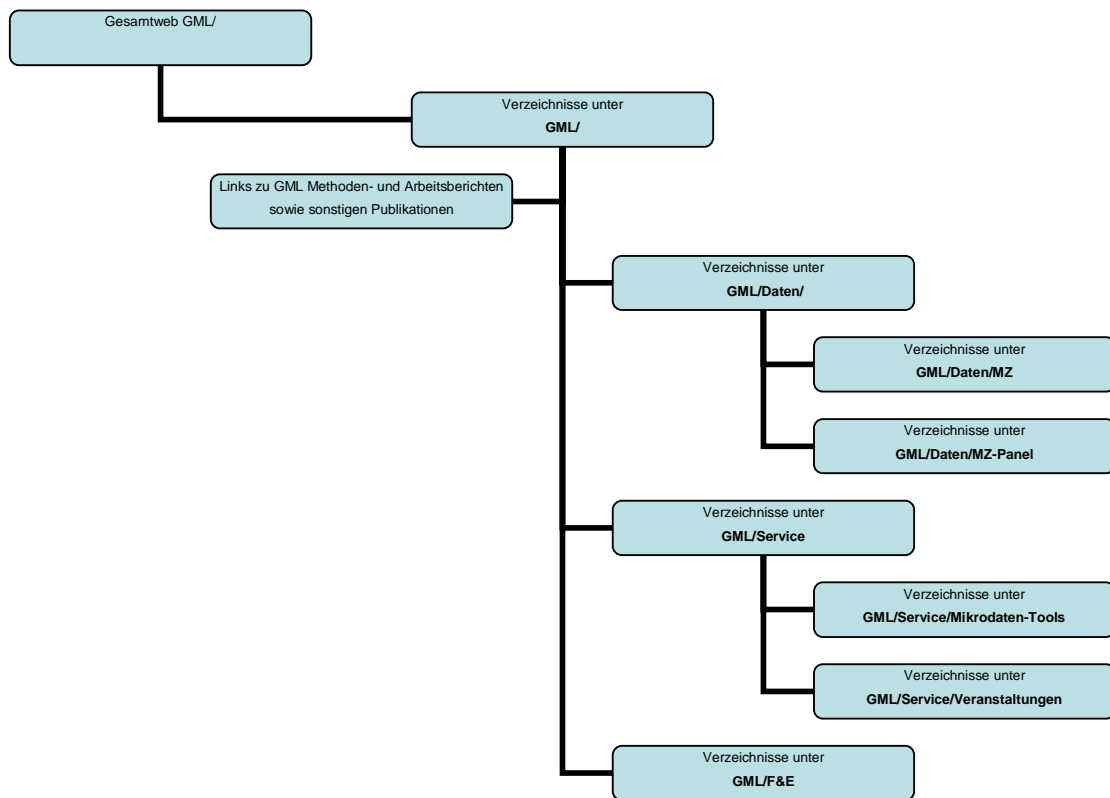 Gesamtweb GML/
Verzeichnisse unter
GML/
Links zu GML Methoden- und Arbeitsberichten
sowie sonstigen Publikationen
Verzeichnisse unter
GML/Daten/
Verzeichnisse unter
GML/Daten/MZ
Verzeichnisse unter
GML/Daten/MZ-Panel
Verzeichnisse unter
GML/Service
Verzeichnisse unter
GML/Service/Mikrodaten-Tools
Verzeichnisse unter
GML/Service/Veranstaltungen
Verzeichnisse unter
GML/F&E